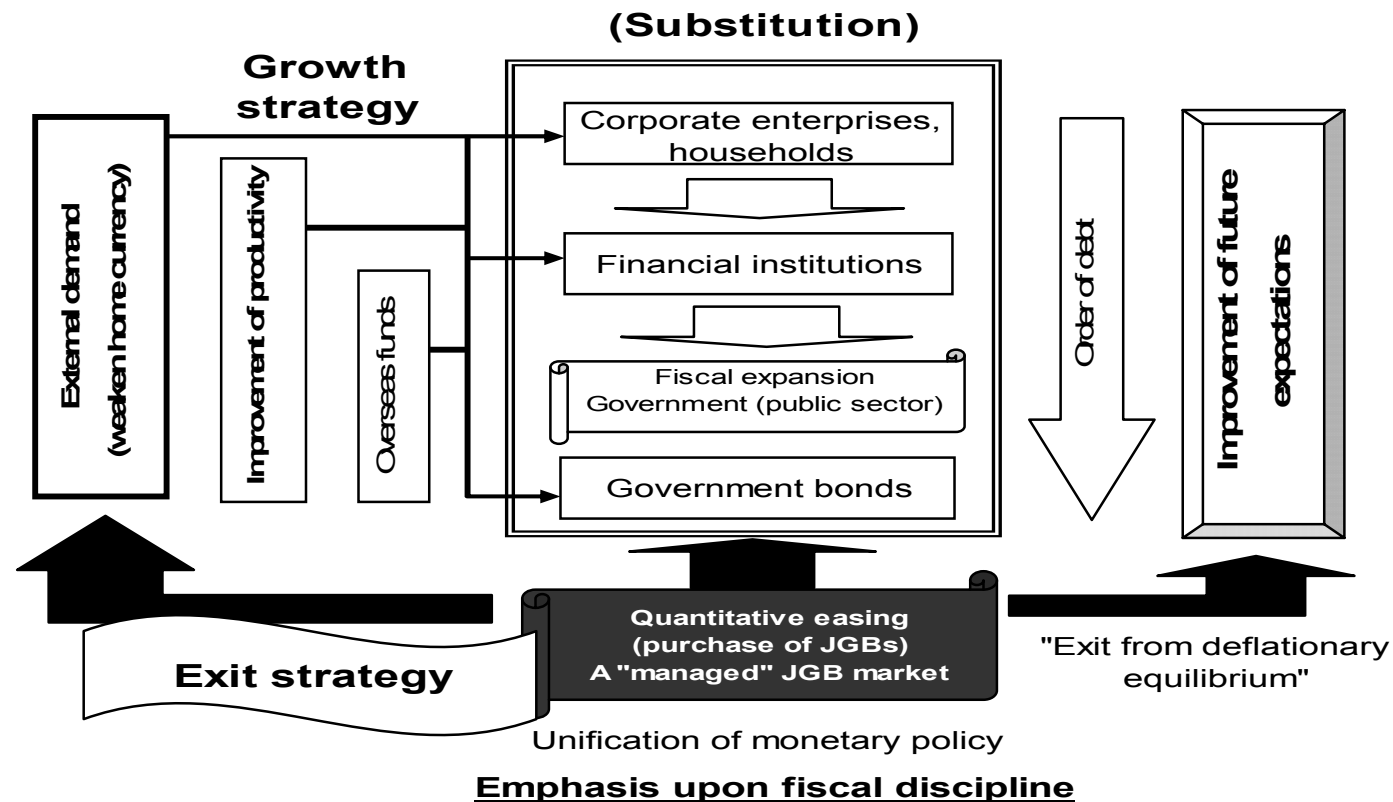 (Substitution)
Growth
strategy
External demand
(weaken home currency)
Improvement of productivity
Overseas funds
Corporate enterprises,
households
Financial institutions
Fiscal expansion
Government (public sector)
Government bonds
Order of debt
Improvement of future
expectations
Exit strategy
Quantitative easing
(purchase of JGBs)
A "managed" JGB market
"Exit from deflationary
equilibrium"
Unification of monetary policy
Emphasis upon fiscal discipline